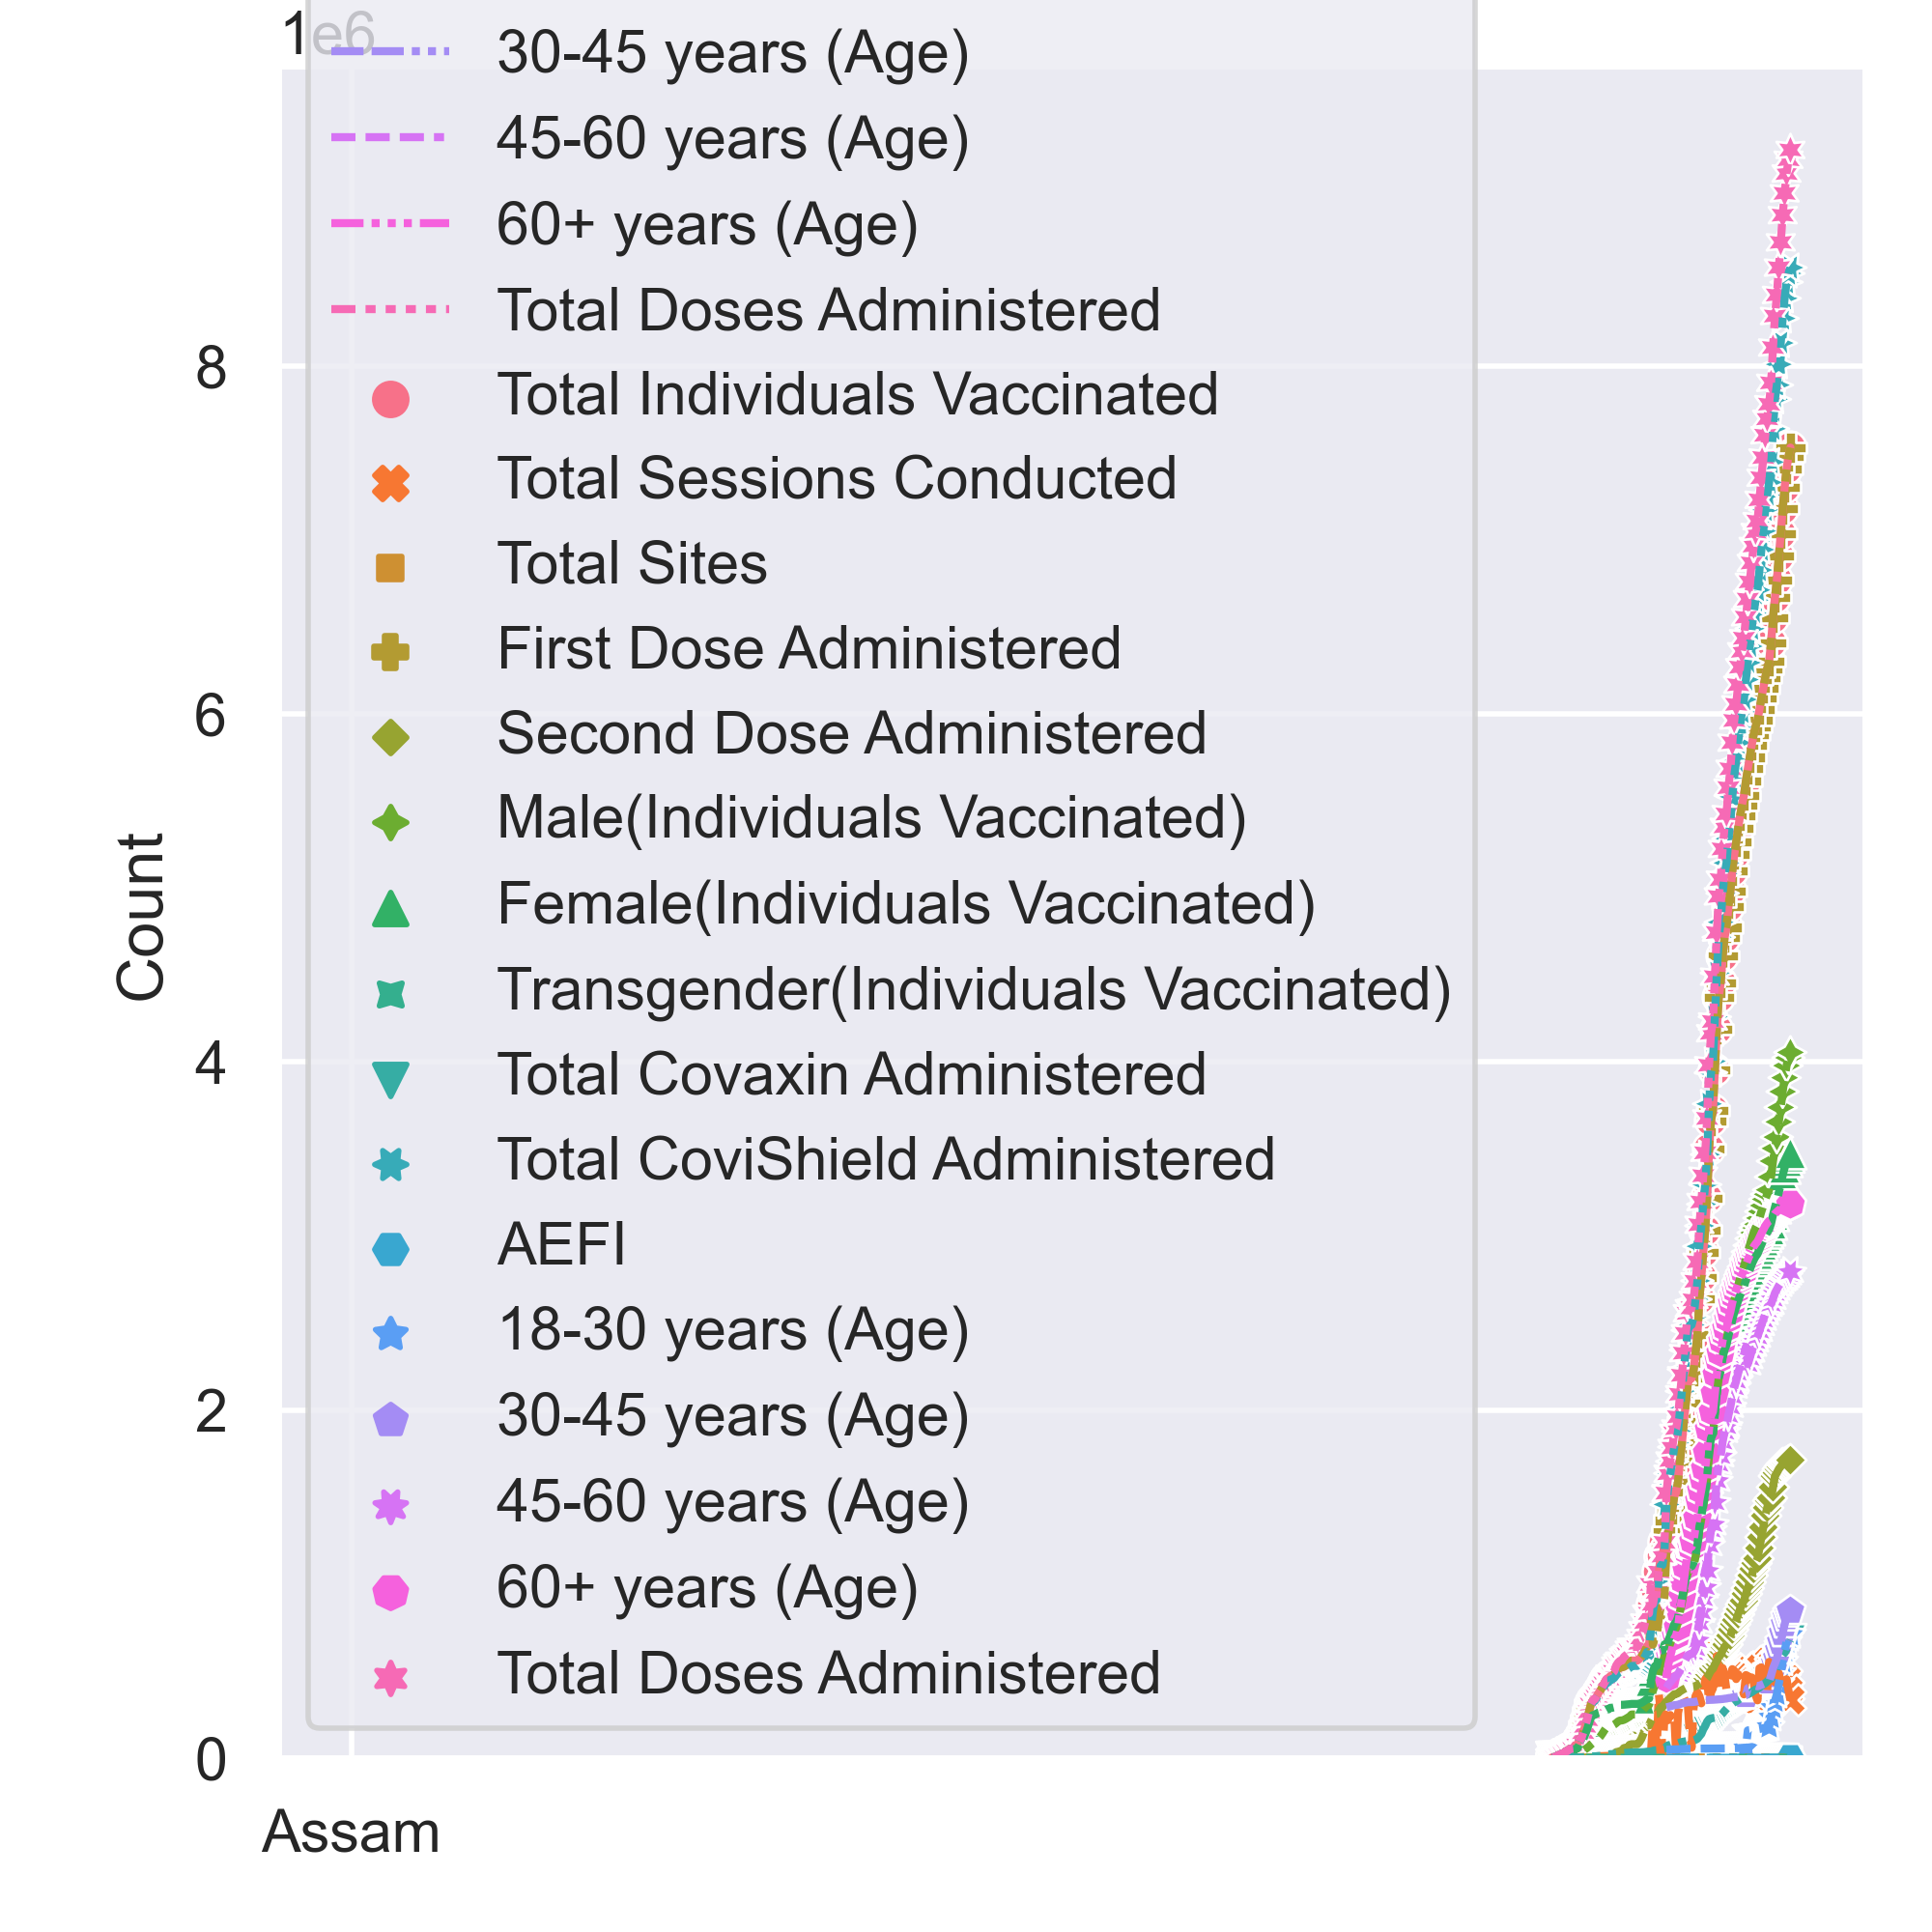 1e6
30-45 years (Age)
45-60 years (Age)
60+ years (Age)
Total Doses Administered
Total Individuals Vaccinated
Total Sessions Conducted
Total Sites
First Dose Administered
Second Dose Administered
Male(Individuals Vaccinated)
Female(Individuals Vaccinated)
Transgender(Individuals Vaccinated)
Total Covaxin Administered
Total CoviShield Administered
AEFI
18-30 years (Age)
30-45 years (Age)
45-60 years (Age)
60+ years (Age)
Total Doses Administered
8
6
4
2
0
Count
Assam